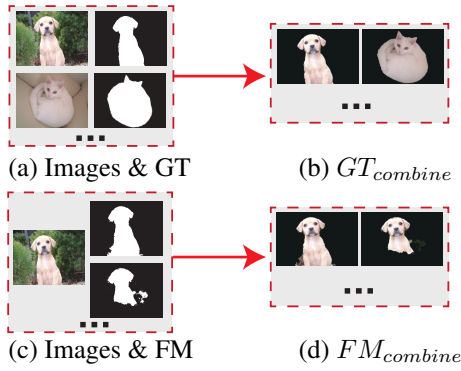 (a) Images & GT
(b) GT_combine
(c) Images & FM
(d) FM_combine